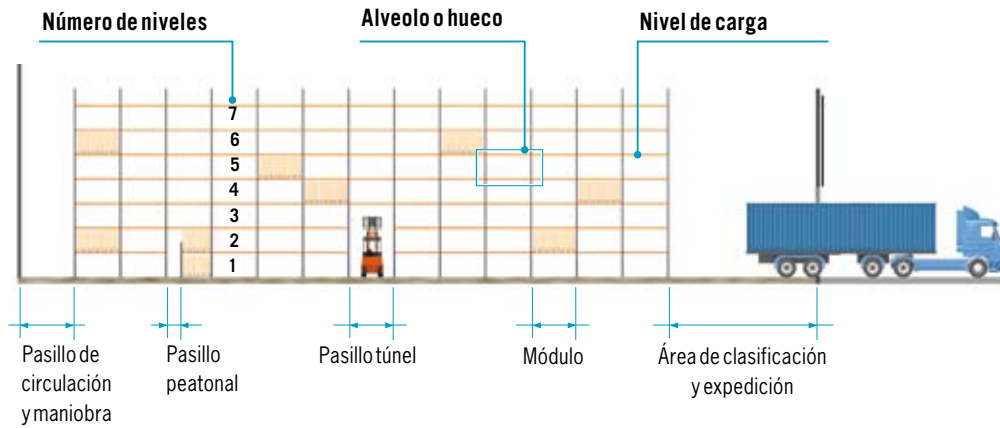 Número de niveles
Alveolo o hueco
Nivel de carga
7
6
5
4
3
2
1
Pasillo de
circulación
y maniobra
Pasillo
peatonal
Pasillo túnel
Módulo
Área de clasificación
y expedición